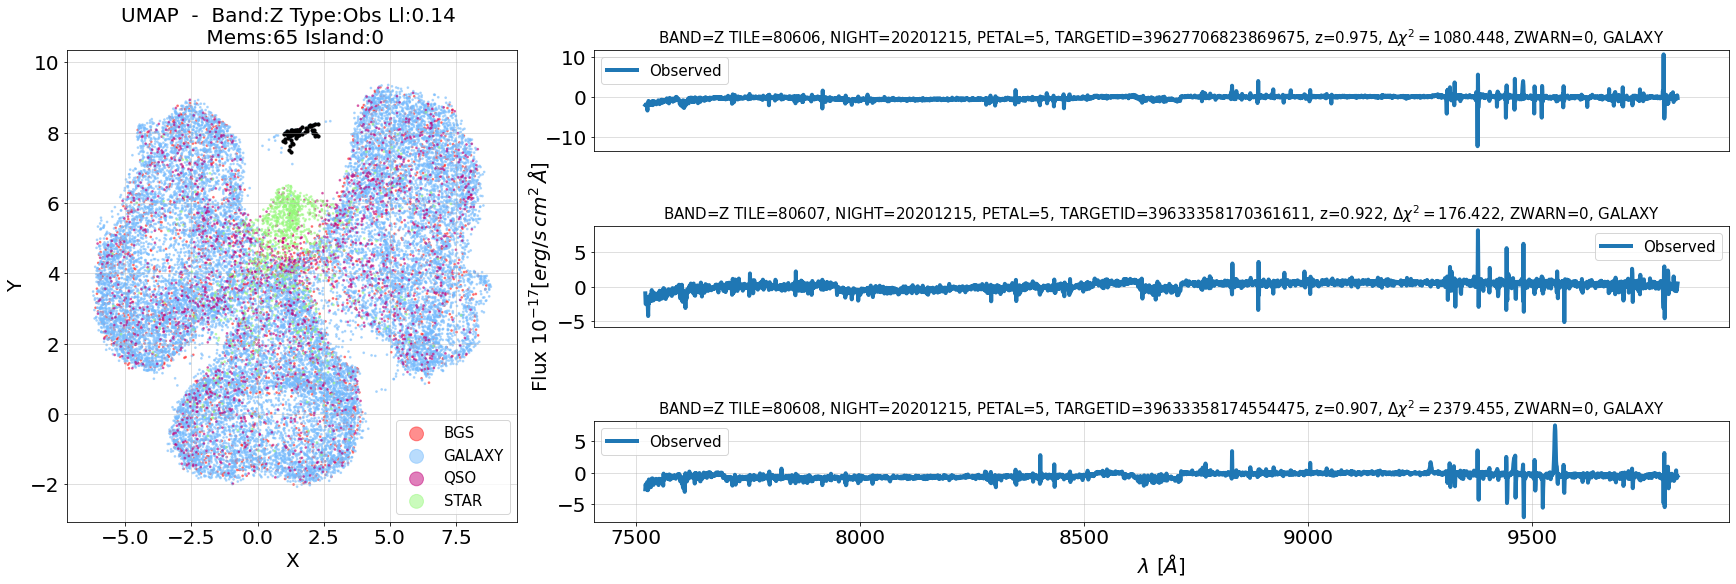 UMAP - Band:Z Type:Obs Ll:0.14
Mems:65 Island:0
10
8
6
4
2
0
−2
Y
−5.0 −2.5 0.0 2.5 5.0 7.5
X
BGS
GALAXY
QSO
STAR
Flux 10^{−17}[erg/s cm^2 Å]
BAND=Z TILE=80606, NIGHT=20201215, PETAL=5, TARGETID=39627706823869675, z=0.975, Δχ² = 1080.448, ZWARN=0, GALAXY
10
0
−10
Observed
BAND=Z TILE=80607, NIGHT=20201215, PETAL=5, TARGETID=39633358170361611, z=0.922, Δχ² = 176.422, ZWARN=0, GALAXY
5
0
−5
Observed
BAND=Z TILE=80608, NIGHT=20201215, PETAL=5, TARGETID=39633358174554475, z=0.907, Δχ² = 2379.455, ZWARN=0, GALAXY
5
0
−5
Observed
7500 8000 8500 9000 9500
λ [Å]